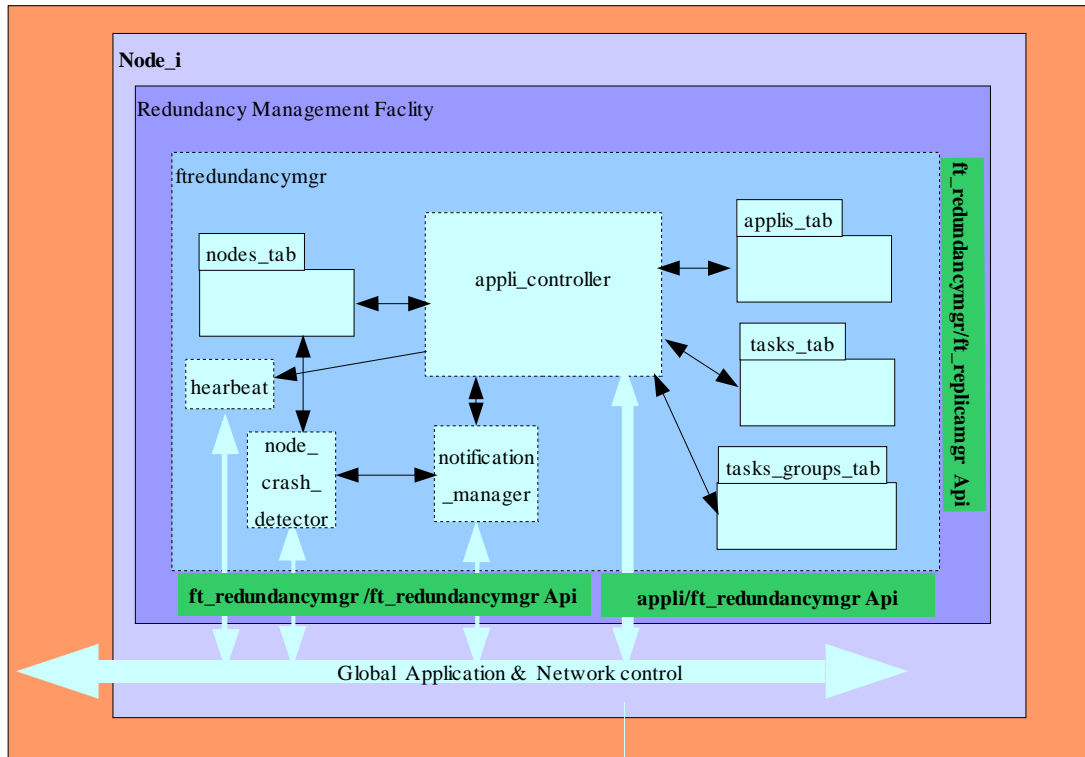 Node_i
Redundancy Management Faclity
ftredundancymgr
applis_tab
nodes_tab
appli_controller
tasks_tab
hearbeat
node_
crash_
detector
notification
_manager
tasks_groups_tab
ft_redundancymgr/ft_replicamgr Api
ft_redundancymgr /ft_redundancymgr Api
appli/ft_redundancymgr Api
Global Application & Network control